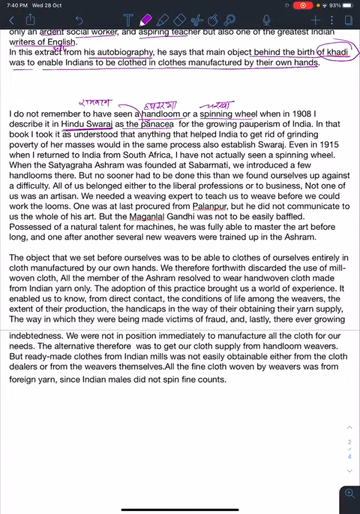 7:40 PM Wed 28 Oct
93%
only an ardent social worker, and aspiring teacher but also one of the greatest Indian
writers of English.
In this extract from his autobiography, he says that main object behind the birth of khadi
was to enable Indians to be clothed in clothes manufactured by their own hands.
I do not remember to have seen a handloom or a spinning wheel when in 1908 I
describe it in Hindu Swaraj as the panacea for the growing pauperism of India. In that
book I took it as understood that anything that helped India to get rid of grinding
poverty of her masses would in the same process also establish Swaraj. Even in 1915
when I returned to India from South Africa, I have not actually seen a spinning wheel.
When the Satyagraha Ashram was founded at Sabarmati, we introduced a few
handlooms there. But no sooner had to be done this than we found ourselves up against
a difficulty. All of us belonged either to the liberal professions or to business, Not one of
us was an artisan. We needed a weaving expert to teach us to weave before we could
work the looms. One was at last procured from Palanpur, but he did not communicate to
us the whole of his art. But the Maganlal Gandhi was not to be easily baffled.
Possessed of a natural talent for machines, he was fully able to master the art before
long, and one after another several new weavers were trained up in the Ashram.
The object that we set before ourselves was to be able to clothes of ourselves entirely in
cloth manufactured by our own hands. We therefore forthwith discarded the use of mill-
woven cloth, All the member of the Ashram resolved to wear handwoven cloth made
from Indian yarn only. The adoption of this practice brought us a world of experience. It
enabled us to know, from direct contact, the conditions of life among the weavers, the
extent of their production, the handicaps in the way of their obtaining their yarn supply,
The way in which they were being made victims of fraud, and, lastly, there ever growing
indebtedness. We were not in position immediately to manufacture all the cloth for our
needs. The alternative therefore was to get our cloth supply from handloom weavers.
But ready-made clothes from Indian mills was not easily obtainable either from the cloth
dealers or from the weavers themselves.All the fine cloth woven by weavers was from
foreign yarn, since Indian males did not spin fine counts.
2
4